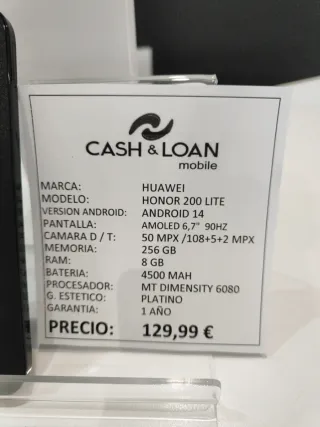 CASH & LOAN
mobile
MARCA: HUAWEI
MODELO: HONOR 200 LITE
VERSION ANDROID: ANDROID 14
PANTALLA: AMOLED 6,7" 90HZ
CAMARA D / T: 50 MPX /108+5+2 MPX
MEMORIA: 256 GB
RAM: 8 GB
BATERIA: 4500 MAH
PROCESADOR: MT DIMENSITY 6080
G. ESTETICO: PLATINO
GARANTIA: 1 AÑO
PRECIO: 129,99 €